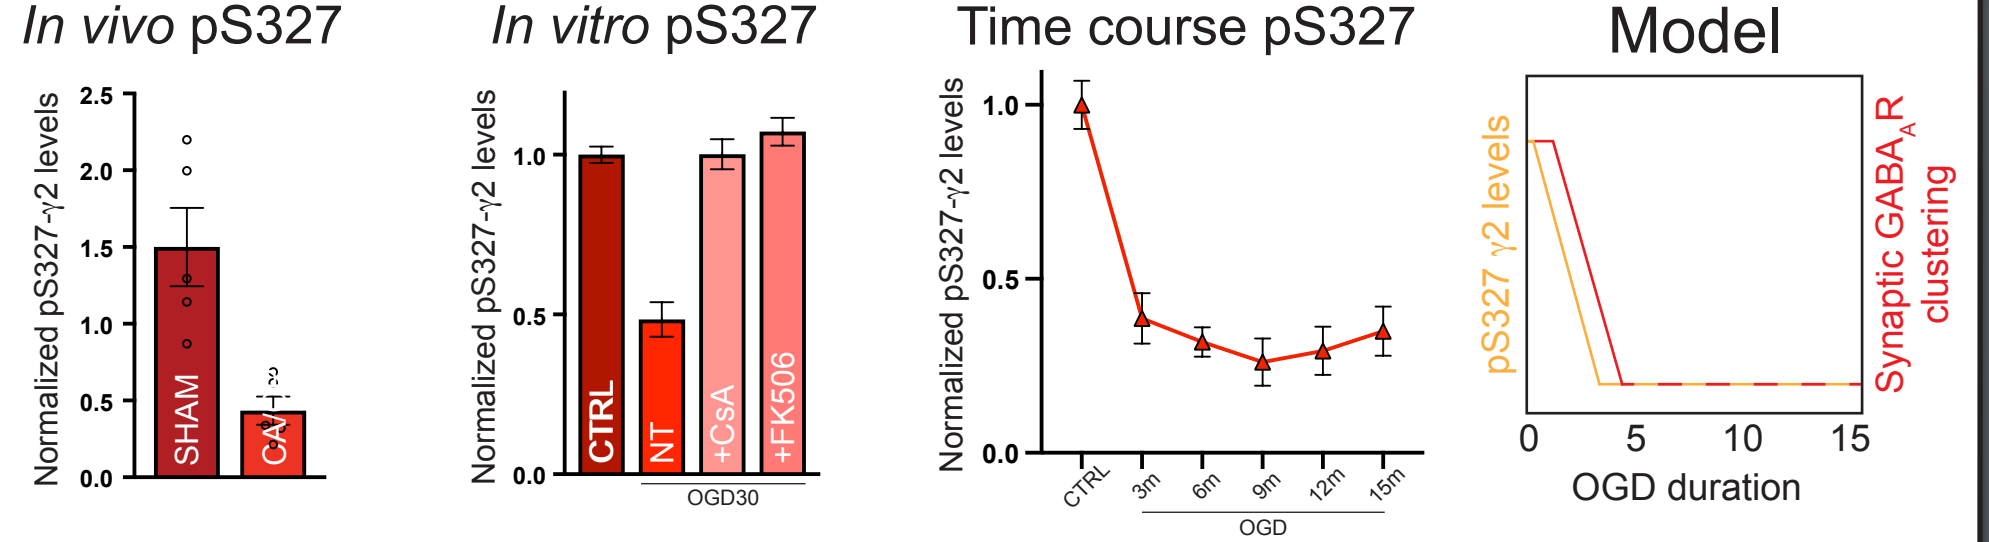 In vivo pS327
Normalized pS327-γ2 levels
2.5
2.0
1.5
1.0
0.5
0.0
SHAM
CA/
In vitro pS327
Normalized pS327-γ2 levels
1.0
0.5
0.0
CTRL
NT
+CsA
+FK506
OGD30
Time course pS327
Normalized pS327-γ2 levels
1.0
0.5
0.0
CTRL
3m
6m
9m
12m
15m
OGD
Model
pS327 γ2 levels
Synaptic GABAAR
clustering
0
5
10
15
OGD duration